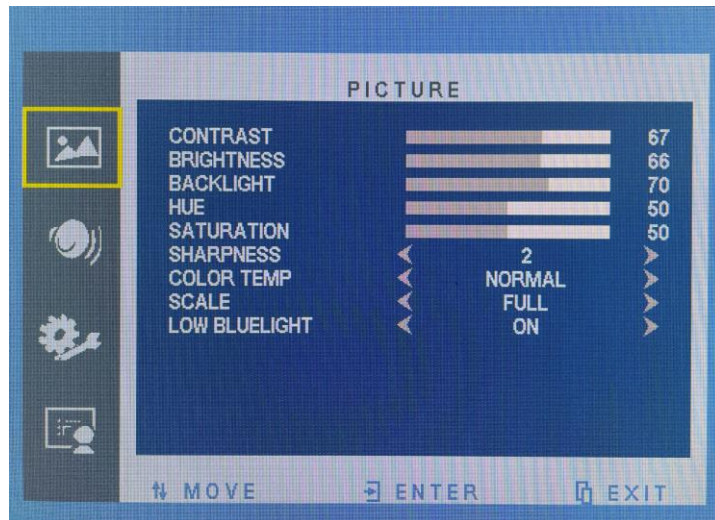 PICTURE
CONTRAST 67
BRIGHTNESS 66
BACKLIGHT 70
HUE 50
SATURATION 50
SHARPNESS 2
COLOR TEMP NORMAL
SCALE FULL
LOW BLUELIGHT ON
MOVE ENTER EXIT